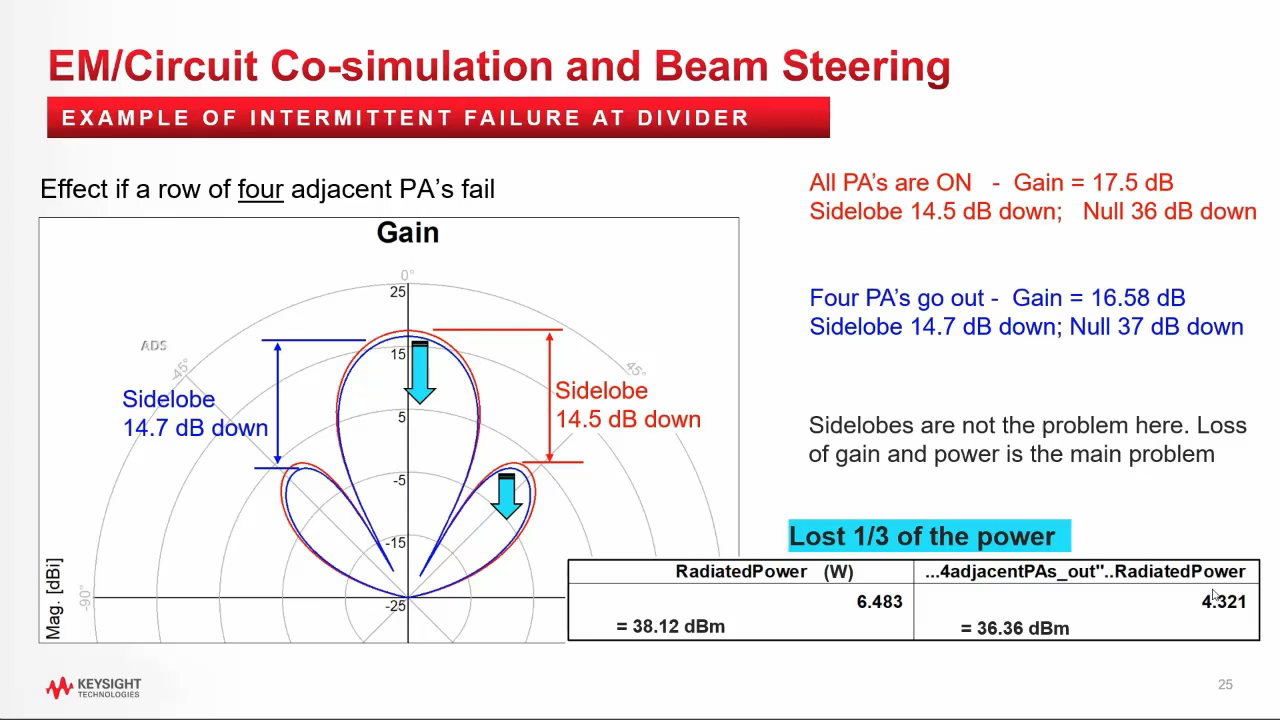 EM/Circuit Co-simulation and Beam Steering
EXAMPLE OF INTERMITTENT FAILURE AT DIVIDER
Effect if a row of four adjacent PA's fail
Gain
0°
25
15
5
-5
-15
-25
ADS
-45°
45°
-90°
Mag. [dBi]
Sidelobe
14.7 dB down
Sidelobe
14.5 dB down
All PA's are ON - Gain = 17.5 dB
Sidelobe 14.5 dB down; Null 36 dB down
Four PA's go out - Gain = 16.58 dB
Sidelobe 14.7 dB down; Null 37 dB down
Sidelobes are not the problem here. Loss
of gain and power is the main problem
Lost 1/3 of the power
RadiatedPower (W)
...4adjacentPAs_out"..RadiatedPower
6.483
4.321
= 38.12 dBm
= 36.36 dBm
KEYSIGHT
TECHNOLOGIES
25